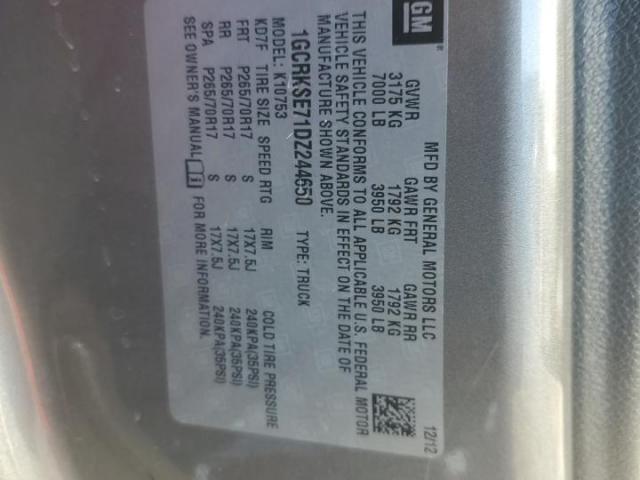 GM
MFD BY GENERAL MOTORS LLC 12/12
GVWR GAWR FRT GAWR RR
3175 KG 1792 KG 1792 KG
7000 LB 3950 LB 3950 LB
THIS VEHICLE CONFORMS TO ALL APPLICABLE U.S. FEDERAL MOTOR
VEHICLE SAFETY STANDARDS IN EFFECT ON THE DATE OF
MANUFACTURE SHOWN ABOVE.
1GCRKSE71DZ244650 TYPE: TRUCK
MODEL: K10753
KD7F TIRE SIZE SPEED RTG RIM COLD TIRE PRESSURE
FRT P265/70R17 S 17X7.5J 240KPA(35PSI)
RR P265/70R17 S 17X7.5J 240KPA(35PSI)
SPA P265/70R17 S 17X7.5J 240KPA(35PSI)
SEE OWNER'S MANUAL FOR MORE INFORMATION.